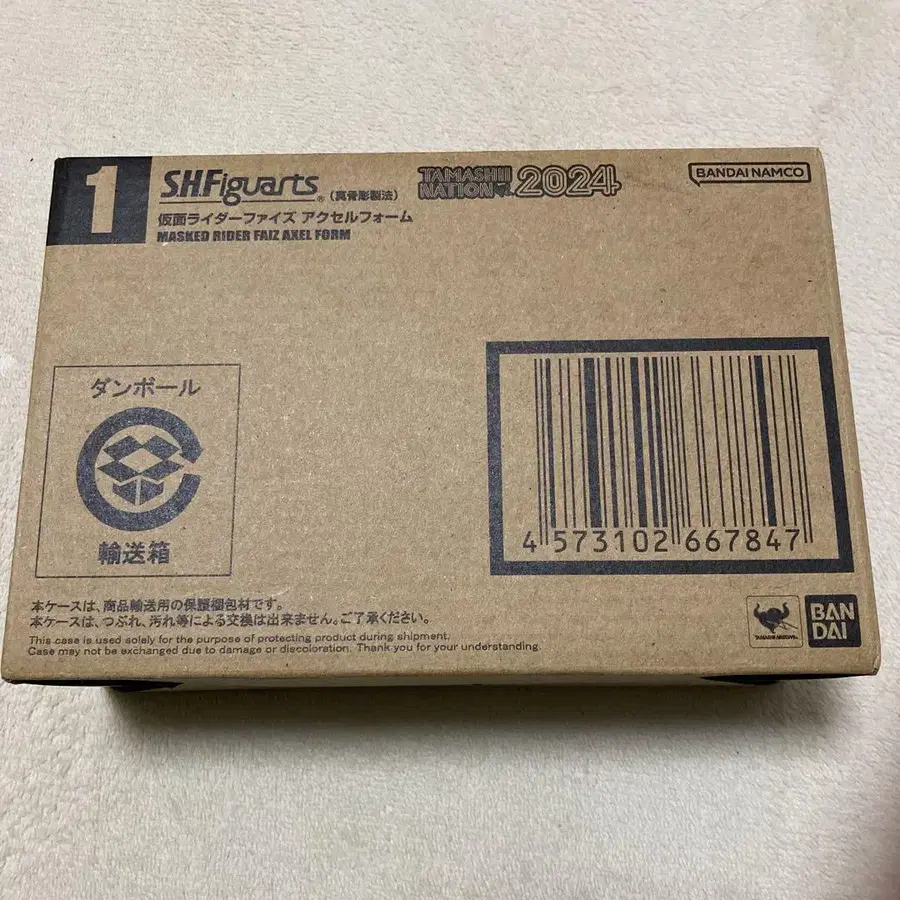 1
S.H.Figuarts® (真骨彫製法)
TAMASHII NATION 2024
BANDAI NAMCO
仮面ライダーファイズ アクセルフォーム
MASKED RIDER FAIZ AXEL FORM
ダンボール
輸送箱
4 573102 667847
本ケースは、商品輸送用の保護梱包材です。
本ケースは、つぶれ、汚れ等による交換は出来ません。ご了承ください。
This case is used solely for the purpose of protecting product during shipment.
Case may not be exchanged due to damage or discoloration. Thank you for your understanding.
TAMASHII NATIONS
BAN
DAI